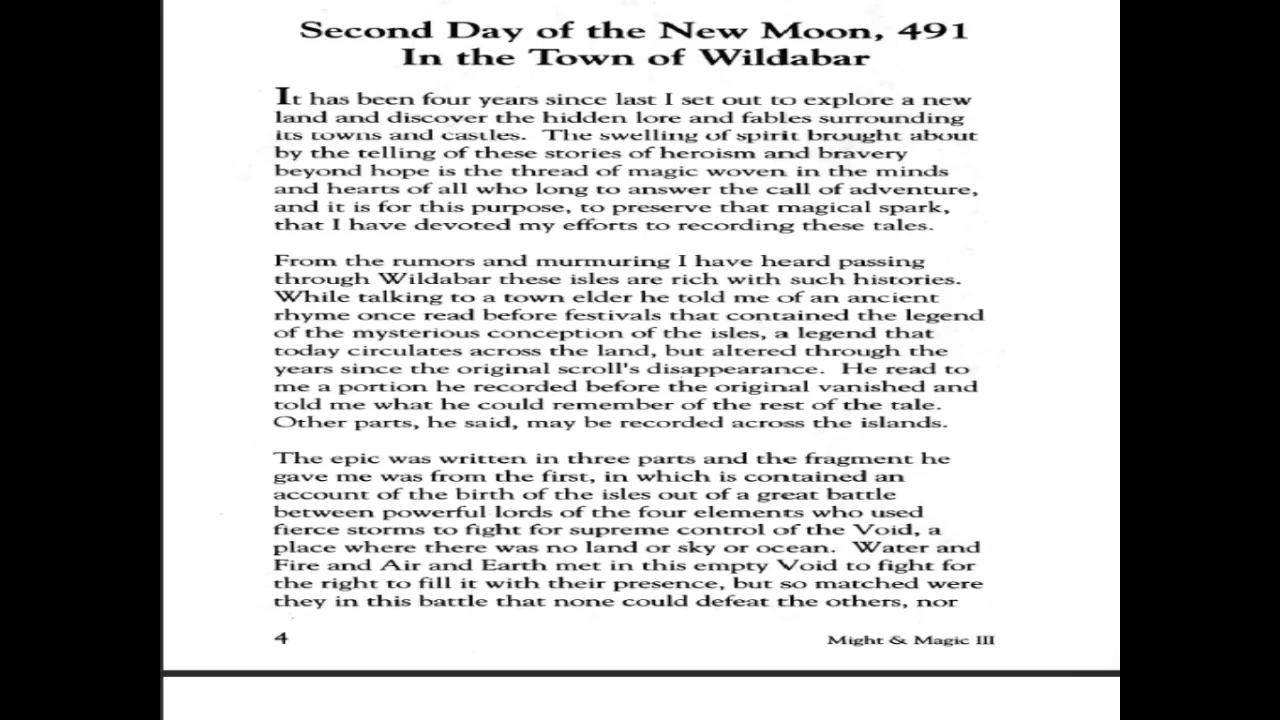 Second Day of the New Moon, 491
In the Town of Wildabar
It has been four years since last I set out to explore a new
land and discover the hidden lore and fables surrounding
its towns and castles. The swelling of spirit brought about
by the telling of these stories of heroism and bravery
beyond hope is the thread of magic woven in the minds
and hearts of all who long to answer the call of adventure,
and it is for this purpose, to preserve that magical spark,
that I have devoted my efforts to recording these tales.
From the rumors and murmuring I have heard passing
through Wildabar these isles are rich with such histories.
While talking to a town elder he told me of an ancient
rhyme once read before festivals that contained the legend
of the mysterious conception of the isles, a legend that
today circulates across the land, but altered through the
years since the original scroll's disappearance. He read to
me a portion he recorded before the original vanished and
told me what he could remember of the rest of the tale.
Other parts, he said, may be recorded across the islands.
The epic was written in three parts and the fragment he
gave me was from the first, in which is contained an
account of the birth of the isles out of a great battle
between powerful lords of the four elements who used
fierce storms to fight for supreme control of the Void, a
place where there was no land or sky or ocean. Water and
Fire and Air and Earth met in this empty Void to fight for
the right to fill it with their presence, but so matched were
they in this battle that none could defeat the others, nor
4
Might & Magic III